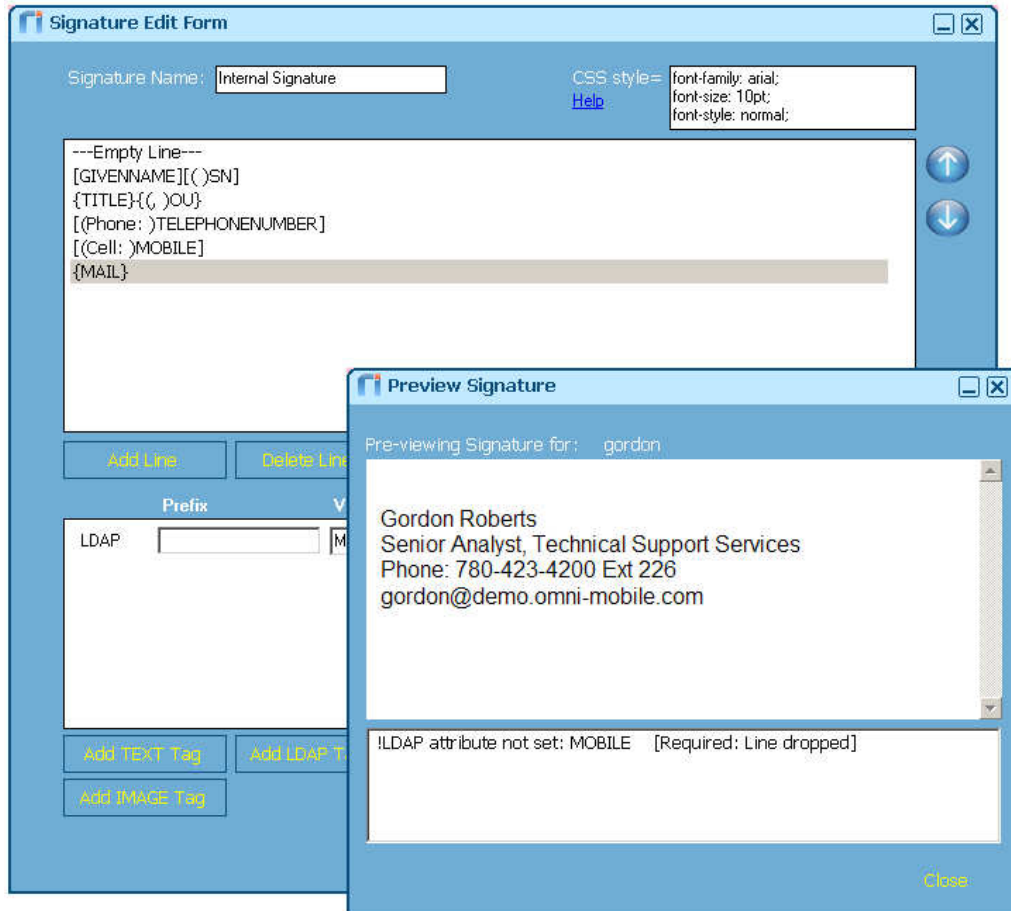 Signature Edit Form
Signature Name: Internal Signature
CSS style=
Help
font-family: arial;
font-size: 10pt;
font-style: normal;
---Empty Line---
[GIVENNAME][( )SN]
{TITLE}{(, )OU}
[(Phone: )TELEPHONENUMBER]
[(Cell: )MOBILE]
{MAIL}
Add Line
Delete Line
Prefix
V
LDAP
M
Add TEXT Tag
Add LDAP T
Add IMAGE Tag
Preview Signature
Pre-viewing Signature for: gordon
Gordon Roberts
Senior Analyst, Technical Support Services
Phone: 780-423-4200 Ext 226
gordon@demo.omni-mobile.com
!LDAP attribute not set: MOBILE [Required: Line dropped]
Close